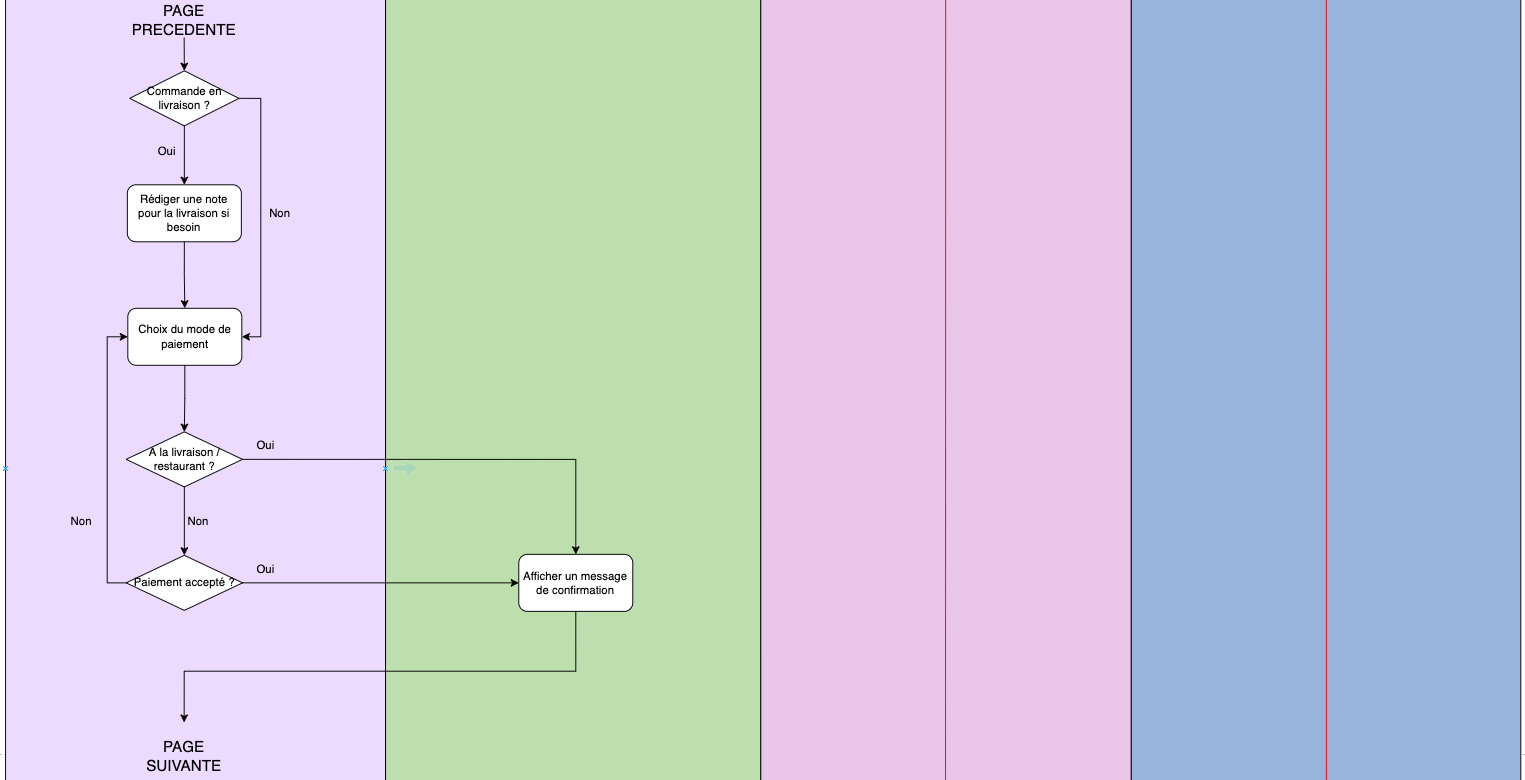 PAGE
PRECEDENTE
Commande en
livraison ?
Oui
Rédiger une note
pour la livraison si
besoin
Non
Choix du mode de
paiement
A la livraison /
restaurant ?
Oui
Non
Non
Paiement accepté ?
Oui
Afficher un message
de confirmation
PAGE
SUIVANTE